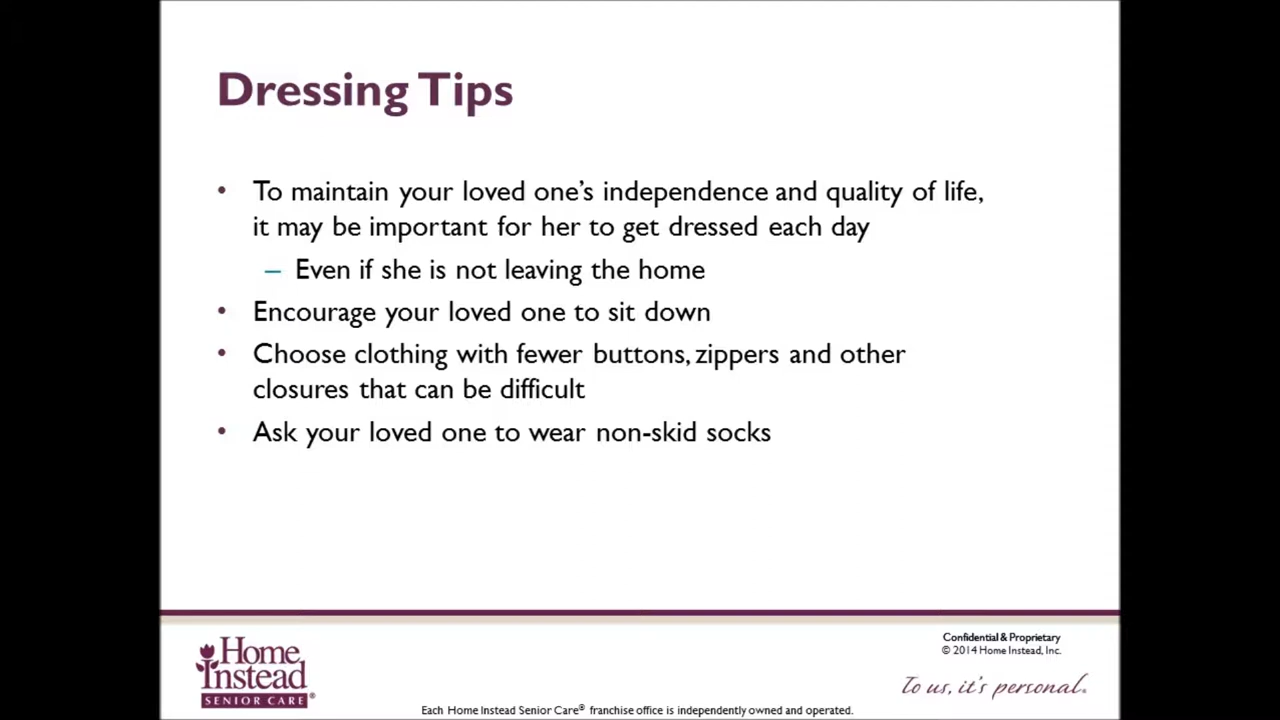 Dressing Tips
• To maintain your loved one's independence and quality of life,
it may be important for her to get dressed each day
– Even if she is not leaving the home
• Encourage your loved one to sit down
• Choose clothing with fewer buttons, zippers and other
closures that can be difficult
• Ask your loved one to wear non-skid socks
Home
Instead
SENIOR CARE®
Confidential & Proprietary
© 2014 Home Instead, Inc.
To us, it's personal.
Each Home Instead Senior Care® franchise office is independently owned and operated.